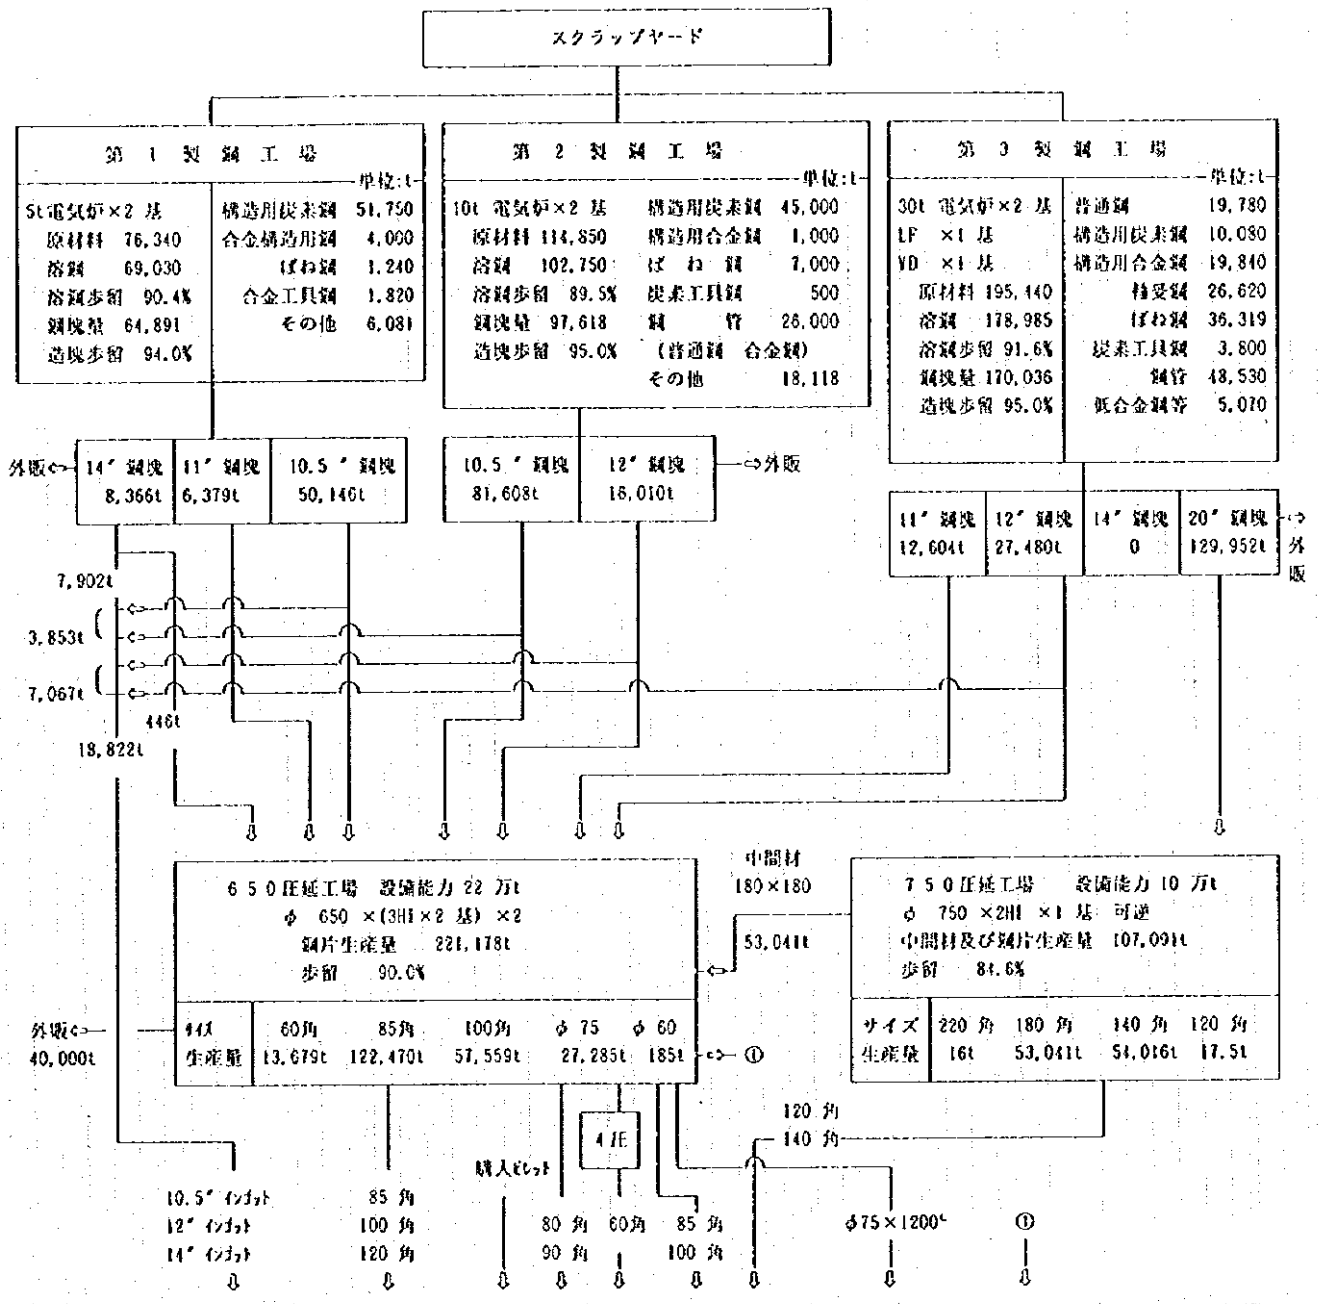 スクラップヤード
第 1 製 鋼 工 場
単位:t
5t電気炉×2 基
原材料 76,340
溶鋼 69,030
溶鋼歩留 90.4%
鋼塊量 64,891
造塊歩留 94.0%
構造用炭素鋼 51,750
合金構造用鋼 4,000
ばね鋼 1,240
合金工具鋼 1,820
その他 6,081
第 2 製 鋼 工 場
単位:t
10t 電気炉×2 基
原材料 114,850
溶鋼 102,750
溶鋼歩留 89.5%
鋼塊量 97,618
造塊歩留 95.0%
構造用炭素鋼 45,000
構造用合金鋼 1,000
ば ね 鋼 7,000
炭素工具鋼 500
鋼 管 26,000
(普通鋼 合金鋼)
その他 18,118
第 3 製 鋼 工 場
単位:t
30t 電気炉×2 基
LF ×1 基
VD ×1 基
原材料 195,440
溶鋼 178,985
溶鋼歩留 91.6%
鋼塊量 170,036
造塊歩留 95.0%
普通鋼 19,780
構造用炭素鋼 10,080
構造用合金鋼 19,840
軸受鋼 26,620
ばね鋼 36,319
炭素工具鋼 3,800
鋼管 48,530
低合金鋼等 5,070
外販⇦
14″ 鋼塊
8,366t
11″ 鋼塊
6,379t
10.5 ″ 鋼塊
50,146t
10.5 ″ 鋼塊
81,608t
12″ 鋼塊
16,010t
⇨外販
11″ 鋼塊
12,604t
12″ 鋼塊
27,480t
14″ 鋼塊
0
20″ 鋼塊
129,952t
⇨
外
販
7,902t
3,853t
7,067t
446t
18,822t
650圧延工場 設備能力 22 万t
φ 650 ×(3HI×2 基) ×2
鋼片生産量 221,178t
歩留 90.0%
サイズ 60角 85角 100角 φ 75 φ 60
生産量 13,679t 122,470t 57,559t 27,285t 185t
外販⇦
40,000t
⇨ ①
中間材
180×180
53,041t
750圧延工場 設備能力 10 万t
φ 750 ×2HI ×1 基 可逆
中間材及び鋼片生産量 107,091t
歩留 84.6%
サイズ 220 角 180 角 140 角 120 角
生産量 16t 53,041t 54,016t 17.5t
120 角
140 角
4 圧
購入ビレット
10.5″ インゴット
12″ インゴット
14″ インゴット
85 角
100 角
120 角
80 角
90 角
60角
85 角
100 角
φ75×1200ᴸ
①